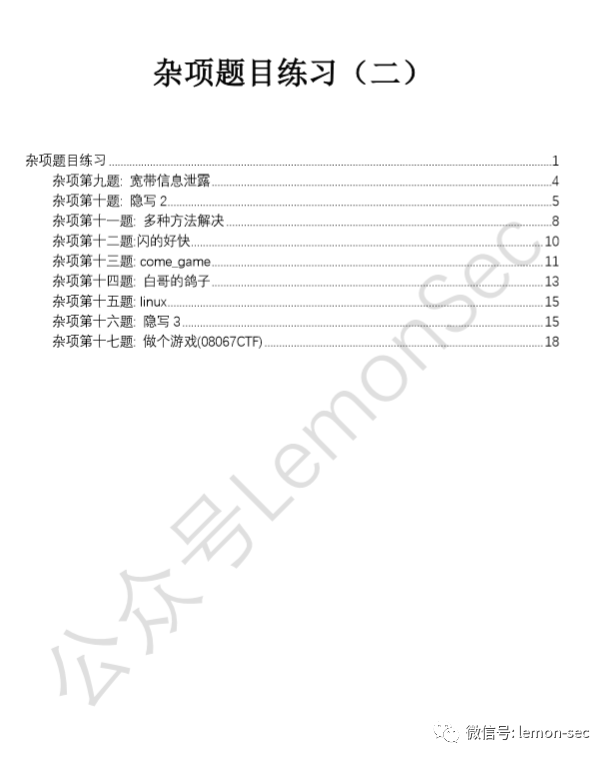 杂项题目练习（二）
杂项题目练习 1
杂项第九题: 宽带信息泄露 4
杂项第十题: 隐写 2 5
杂项第十一题: 多种方法解决 8
杂项第十二题:闪的好快 10
杂项第十三题: come_game 11
杂项第十四题: 白哥的鸽子 13
杂项第十五题: linux 15
杂项第十六题: 隐写 3 15
杂项第十七题: 做个游戏(08067CTF) 18
公众号LemonSec
微信号: lemon-sec